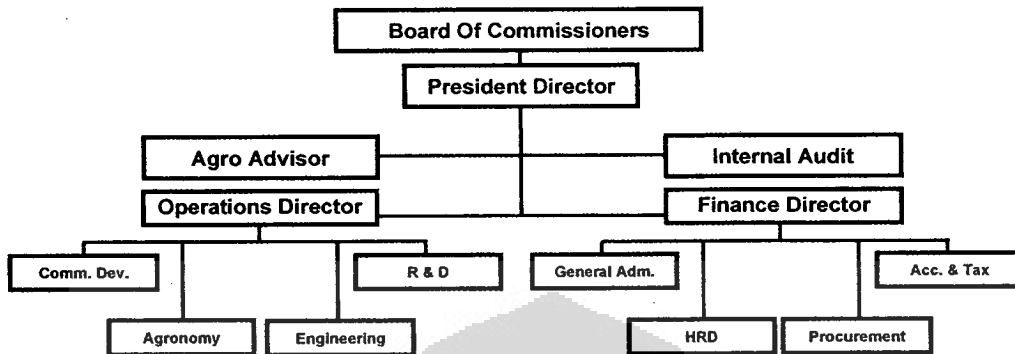 Board Of Commissioners
President Director
Agro Advisor
Internal Audit
Operations Director
Finance Director
Comm. Dev.
R & D
General Adm.
Acc. & Tax
Agronomy
Engineering
HRD
Procurement